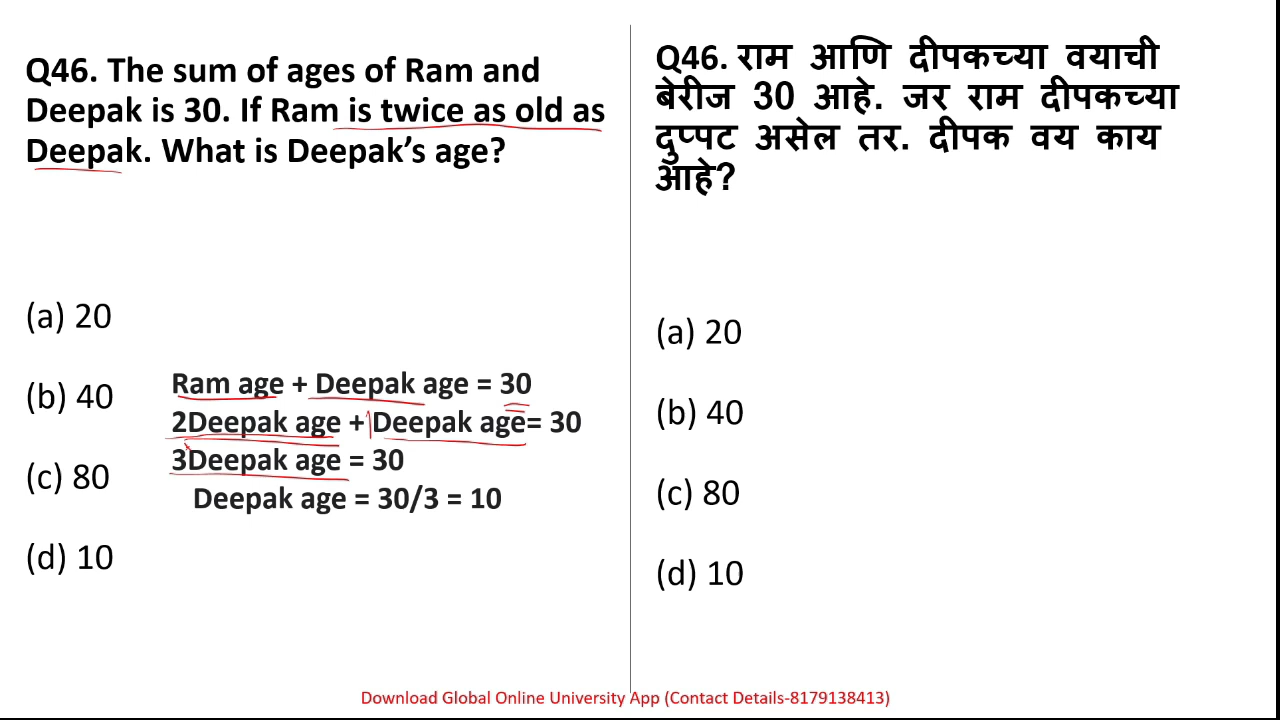 Q46. The sum of ages of Ram and
Deepak is 30. If Ram is twice as old as
Deepak. What is Deepak’s age?
(a) 20
(b) 40
(c) 80
(d) 10
Ram age + Deepak age = 30
2Deepak age + Deepak age= 30
3Deepak age = 30
Deepak age = 30/3 = 10
Q46. राम आणि दीपकच्या वयाची
बेरीज 30 आहे. जर राम दीपकच्या
दुप्पट असेल तर. दीपक वय काय
आहे?
(a) 20
(b) 40
(c) 80
(d) 10
Download Global Online University App (Contact Details-8179138413)